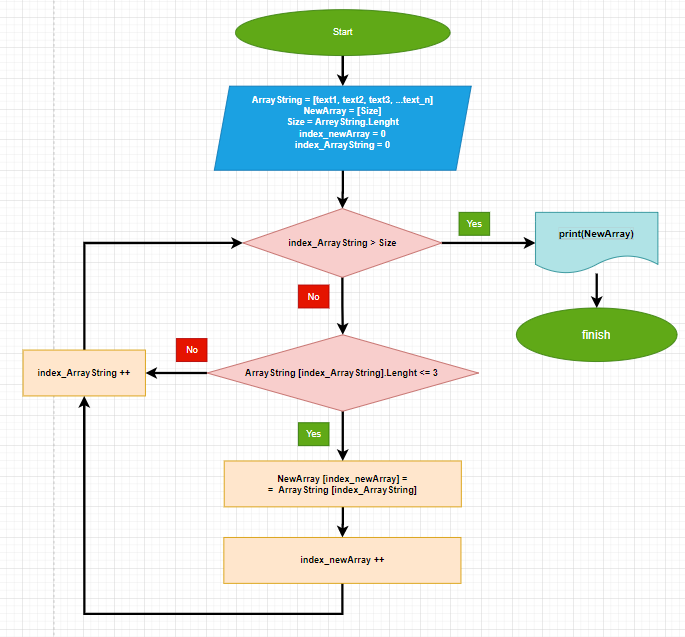 Start
ArrayString = [text1, text2, text3, ...text_n]
NewArray = [Size]
Size = ArreyString.Lenght
index_newArray = 0
index_ArrayString = 0
index_ArrayString > Size
Yes
print(NewArray)
No
finish
No
index_ArrayString ++
ArrayString [index_ArrayString].Lenght <= 3
Yes
NewArray [index_newArray] =
= ArrayString [index_ArrayString]
index_newArray ++